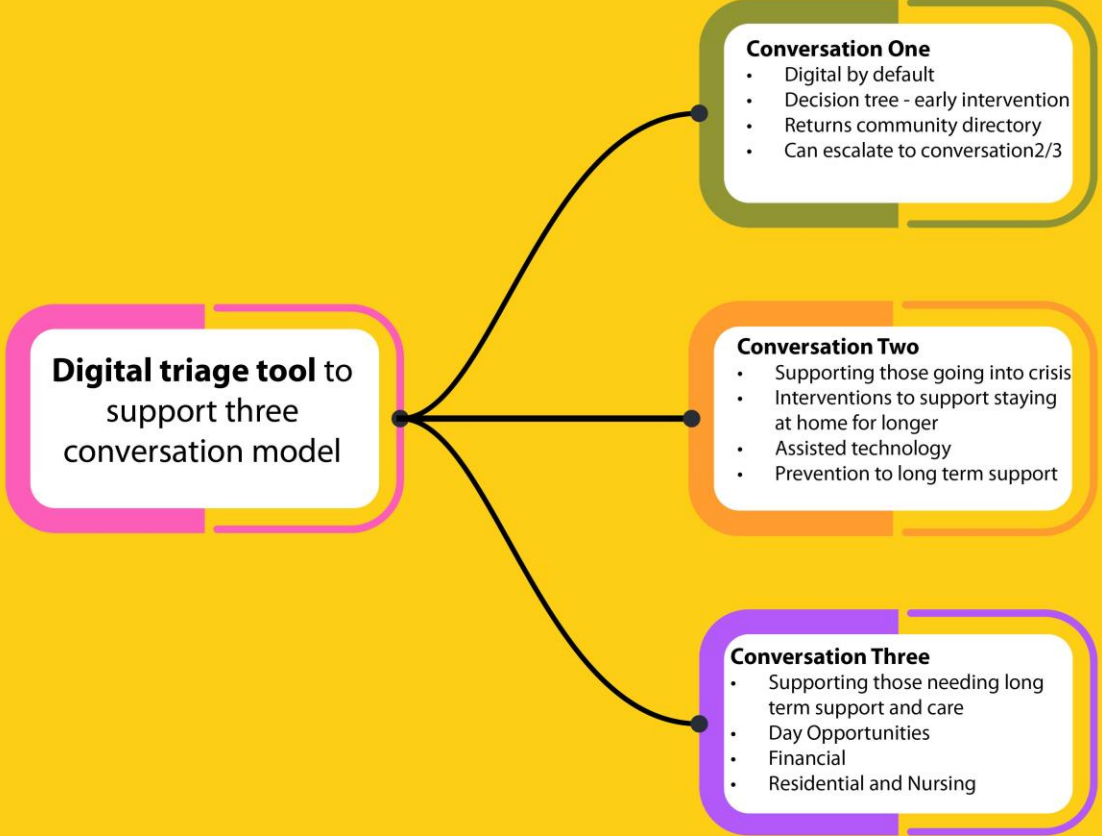 Digital triage tool to
support three
conversation model
Conversation One
• Digital by default
• Decision tree - early intervention
• Returns community directory
• Can escalate to conversation2/3
Conversation Two
• Supporting those going into crisis
• Interventions to support staying
at home for longer
• Assisted technology
• Prevention to long term support
Conversation Three
• Supporting those needing long
term support and care
• Day Opportunities
• Financial
• Residential and Nursing